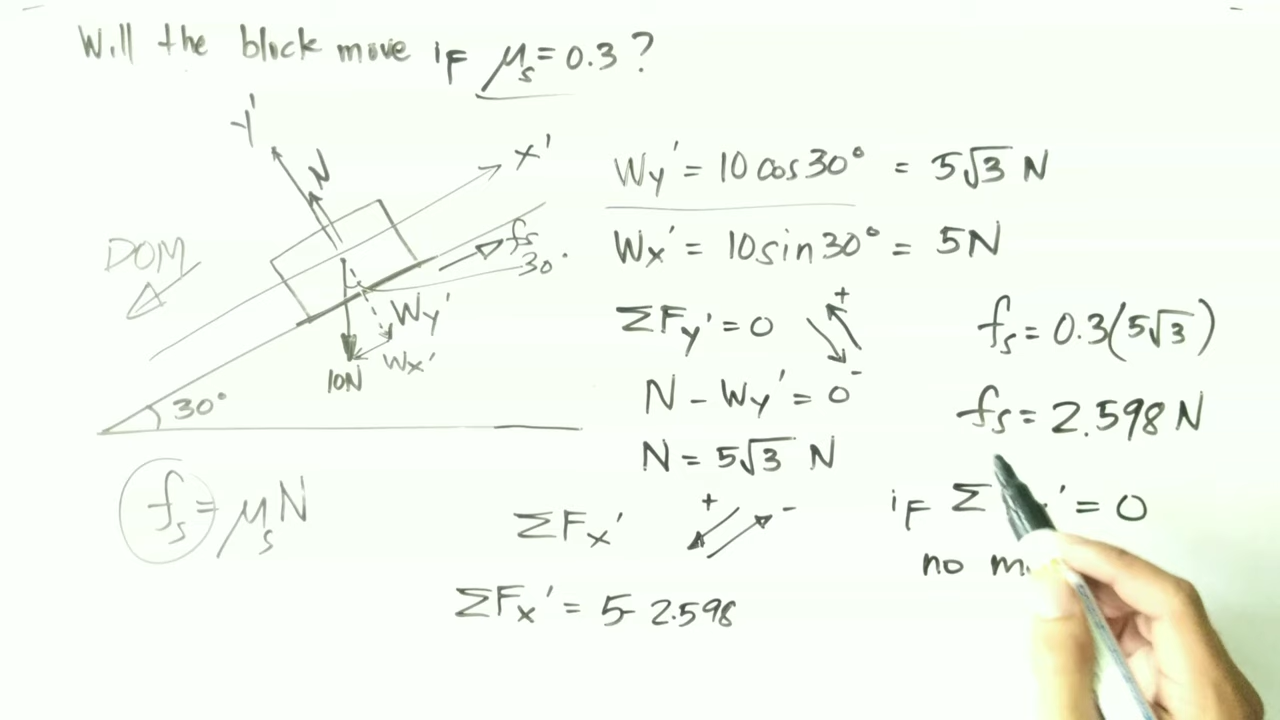 Will the block move if μs = 0.3 ?
Y'
N
X'
DOM
fs
30°
Wy'
Wx'
10N
30°
fs = μs N
Wy' = 10 cos 30° = 5√3 N
Wx' = 10 sin 30° = 5N
ΣFy' = 0
+
-
N - Wy' = 0
N = 5√3 N
fs = 0.3(5√3)
fs = 2.598 N
ΣFx'
+
-
ΣFx' = 5 - 2.598
if Σ ' = 0
no